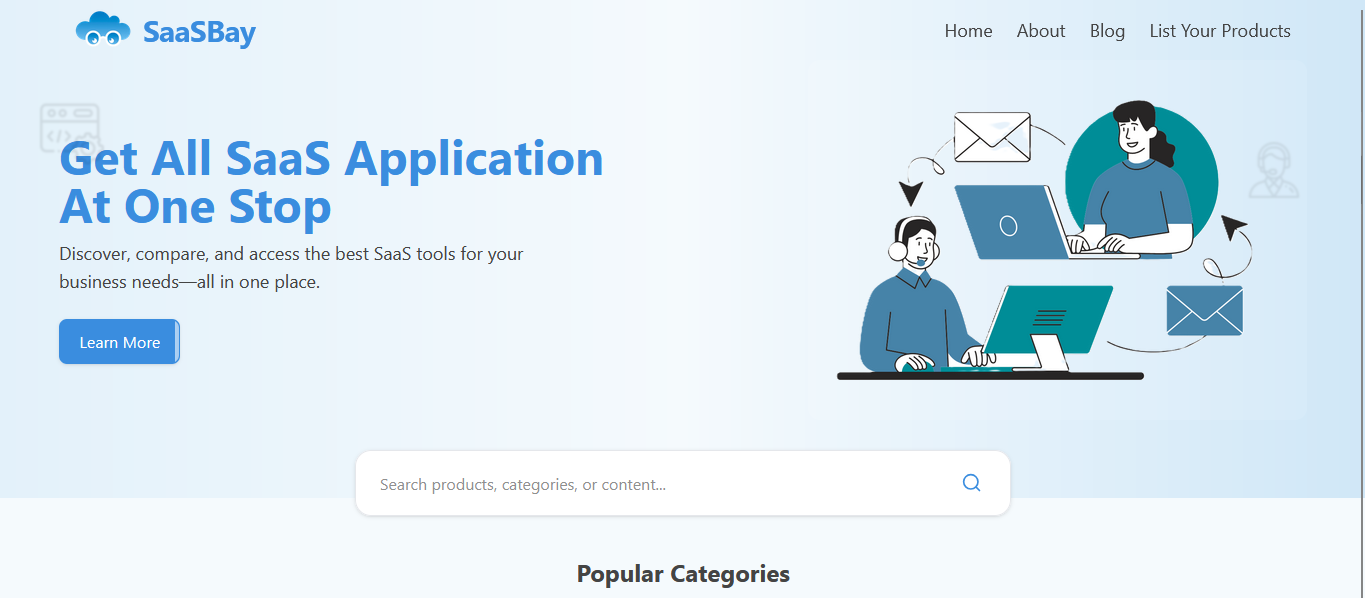 SaaSBay
Home
About
Blog
List Your Products
Get All SaaS Application
At One Stop
Discover, compare, and access the best SaaS tools for your
business needs—all in one place.
Learn More
Search products, categories, or content...
Popular Categories